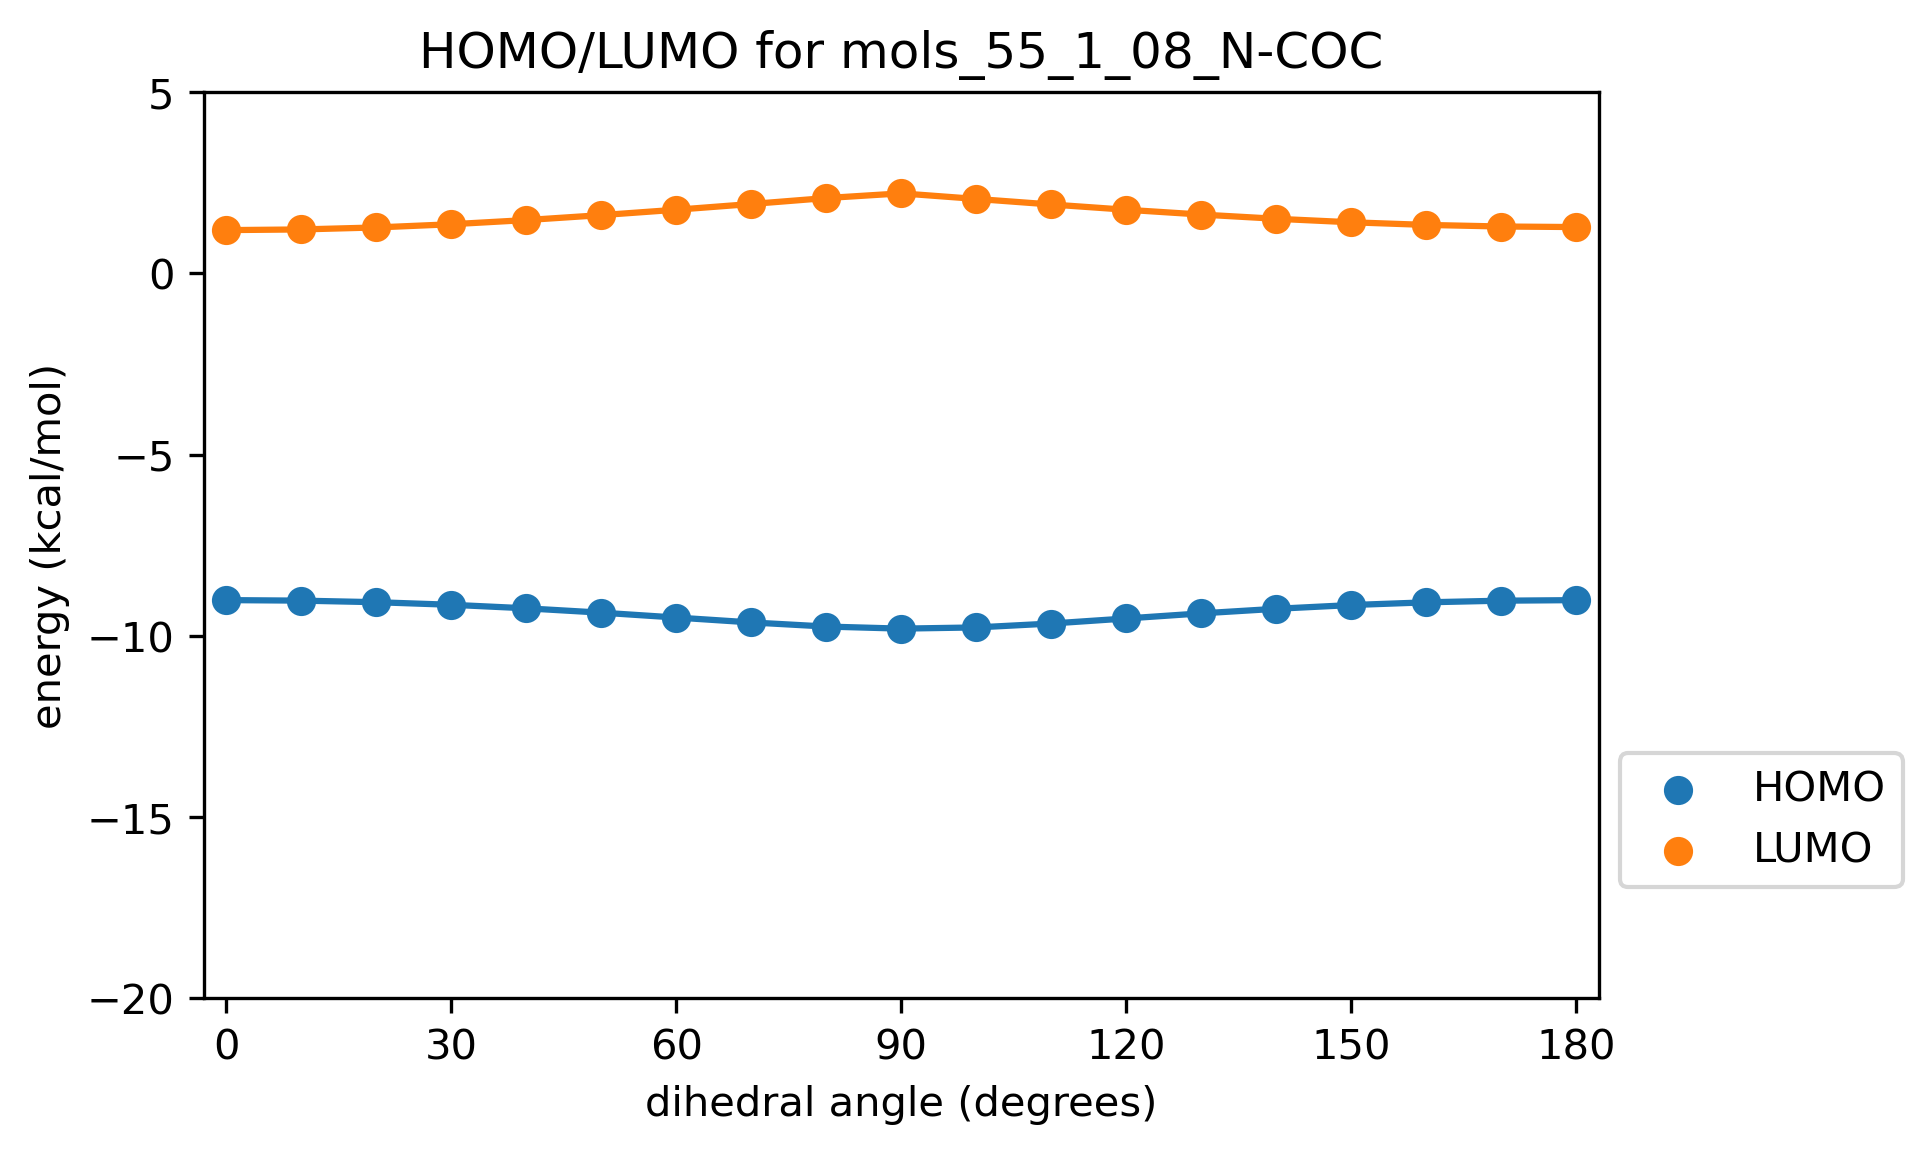 HOMO/LUMO for mols_55_1_08_N-COC
5
0
−5
−10
−15
−20
energy (kcal/mol)
0 30 60 90 120 150 180
dihedral angle (degrees)
HOMO
LUMO